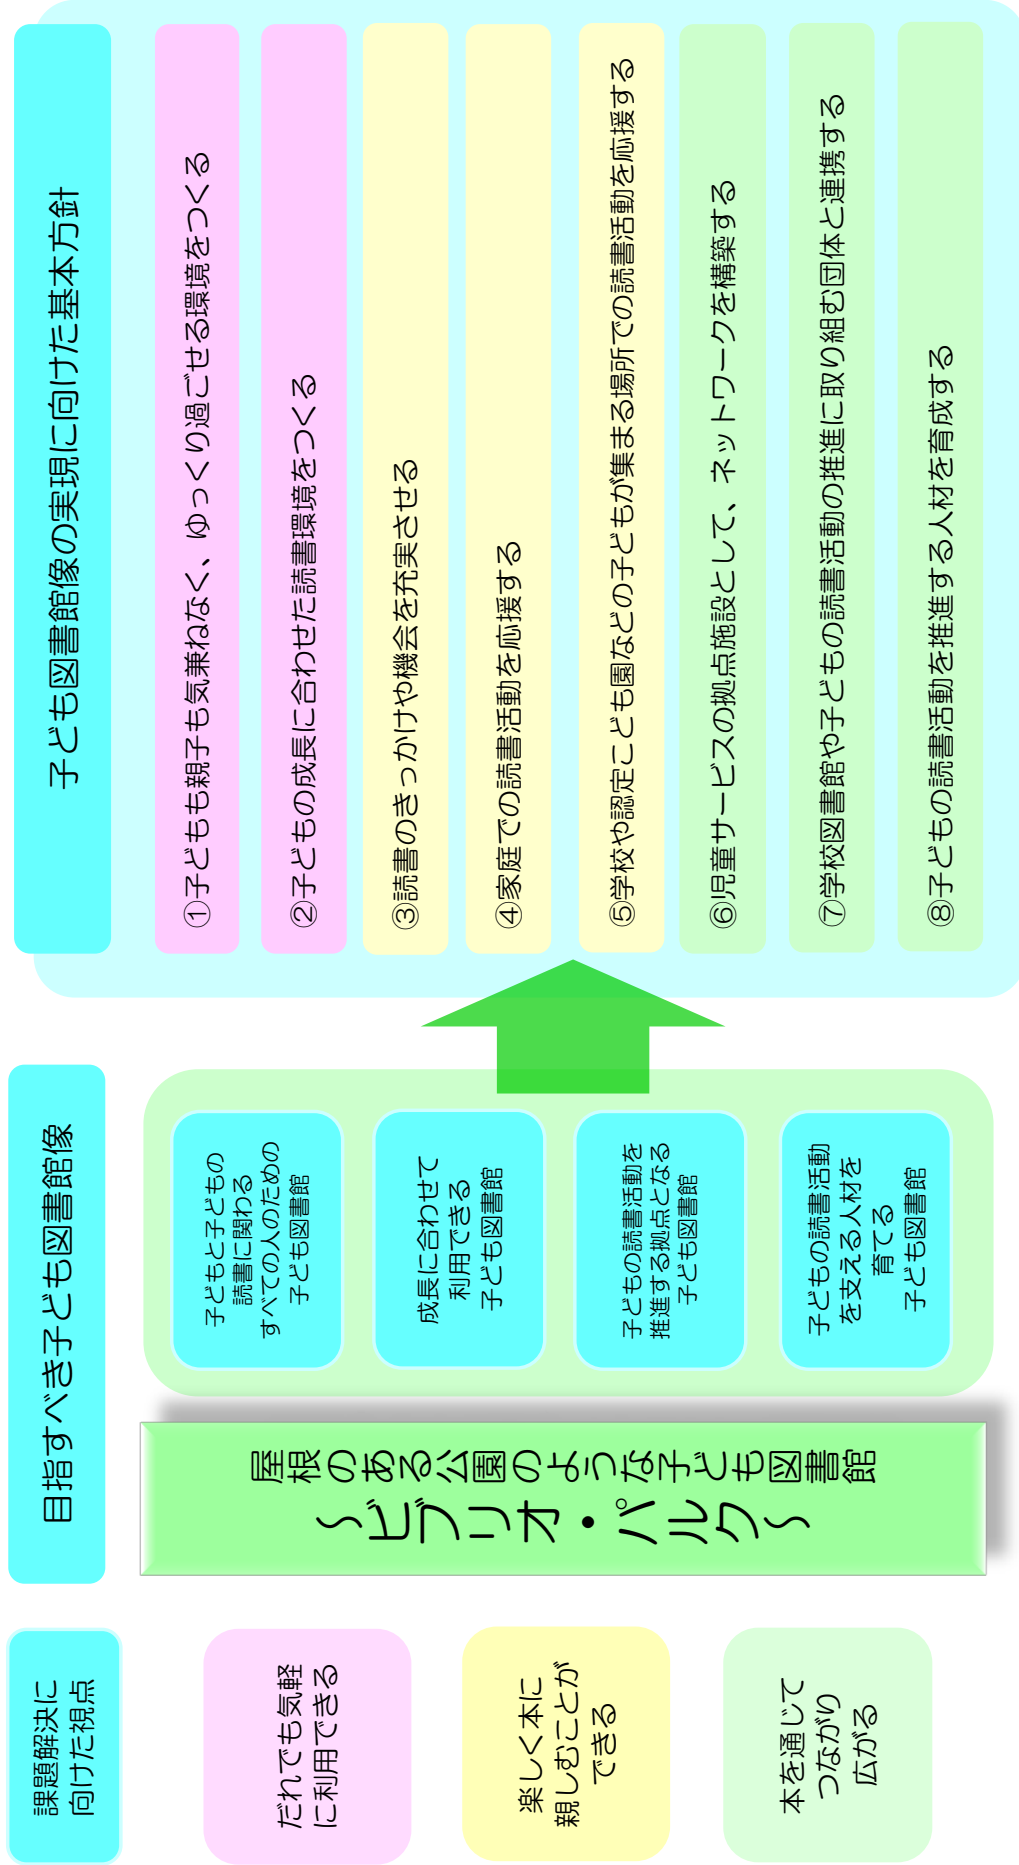 課題解決に
向けた視点
だれでも気軽
に利用できる
楽しく本に
親しむことが
できる
本を通じて
つながり
広がる
目指すべき子ども図書館像
屋根のある公園のような子ども図書館
～ビブリオ・パルク～
子どもと子どもの
読書に関わる
すべての人のための
子ども図書館
成長に合わせて
利用できる
子ども図書館
子どもの読書活動を
推進する拠点となる
子ども図書館
子どもの読書活動
を支える人材を
育てる
子ども図書館
子ども図書館像の実現に向けた基本方針
①子どもも親子も気兼ねなく、ゆっくり過ごせる環境をつくる
②子どもの成長に合わせた読書環境をつくる
③読書のきっかけや機会を充実させる
④家庭での読書活動を応援する
⑤学校や認定こども園などの子どもが集まる場所での読書活動を応援する
⑥児童サービスの拠点施設として、ネットワークを構築する
⑦学校図書館や子どもの読書活動の推進に取り組む団体と連携する
⑧子どもの読書活動を推進する人材を育成する